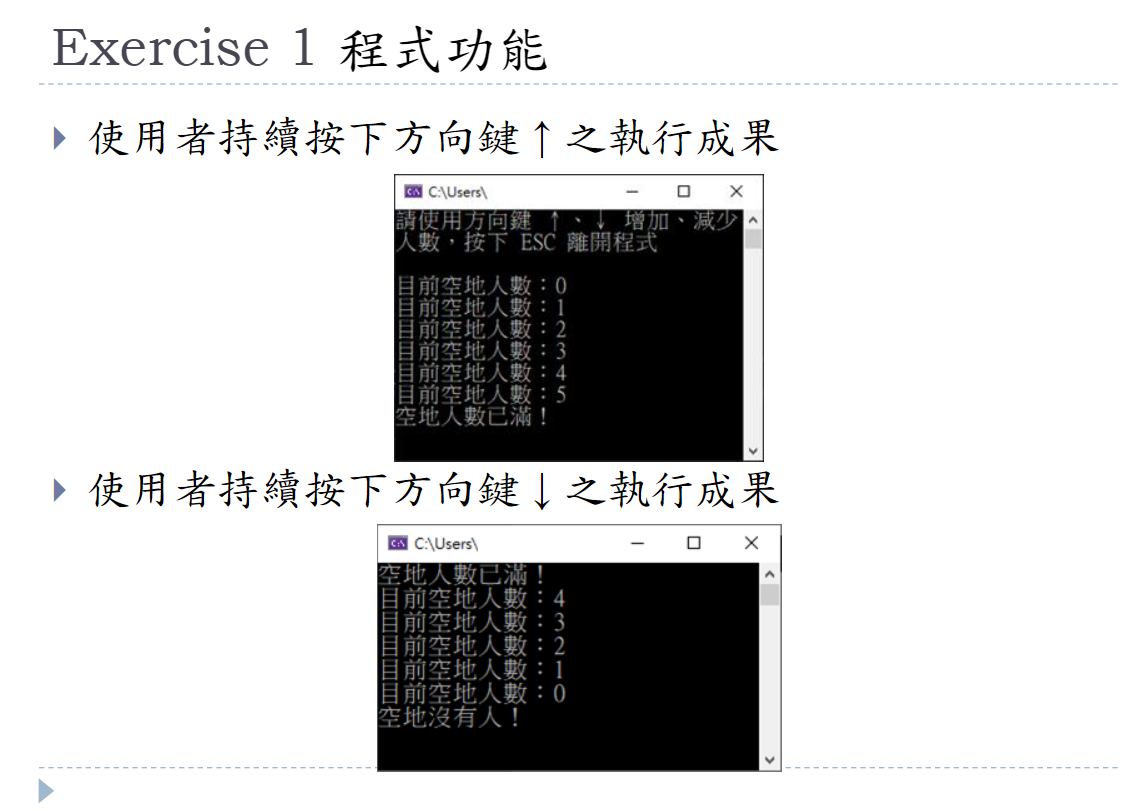 Exercise 1 程式功能
使用者持續按下方向鍵↑之執行成果
C:\Users\
請使用方向鍵 ↑、↓ 增加、減少
人數，按下 ESC 離開程式
目前空地人數：0
目前空地人數：1
目前空地人數：2
目前空地人數：3
目前空地人數：4
目前空地人數：5
空地人數已滿！
使用者持續按下方向鍵↓之執行成果
C:\Users\
空地人數已滿！
目前空地人數：4
目前空地人數：3
目前空地人數：2
目前空地人數：1
目前空地人數：0
空地沒有人！